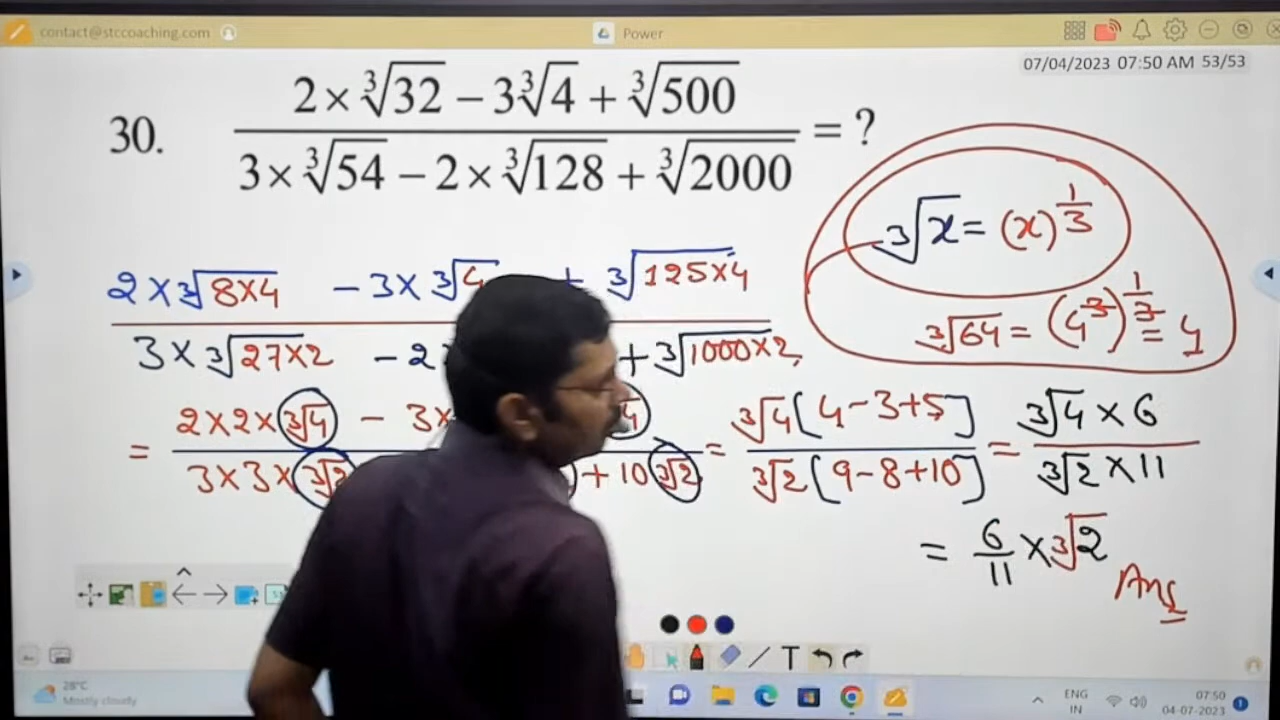 contact@stccoaching.com
Power
07/04/2023 07:50 AM 53/53
30. (2×∛32 − 3∛4 + ∛500)/(3×∛54 − 2×∛128 + ∛2000) = ?
∛x = (x)^(1/3)
∛64 = (4^3)^(1/3) = 4
2×∛(8×4) − 3×∛4 + ∛(125×4)
3×∛(27×2) − 2 + ∛(1000×2)
= 2×2×∛4 − 3× = ∛4[4−3+5] = ∛4×6
3×3×∛2 + 10∛2 ∛2[9−8+10] ∛2×11
= 6/11 ×∛2
Ans
T
28°C
Mostly cloudy
ENG
IN
07:50
04-07-2023